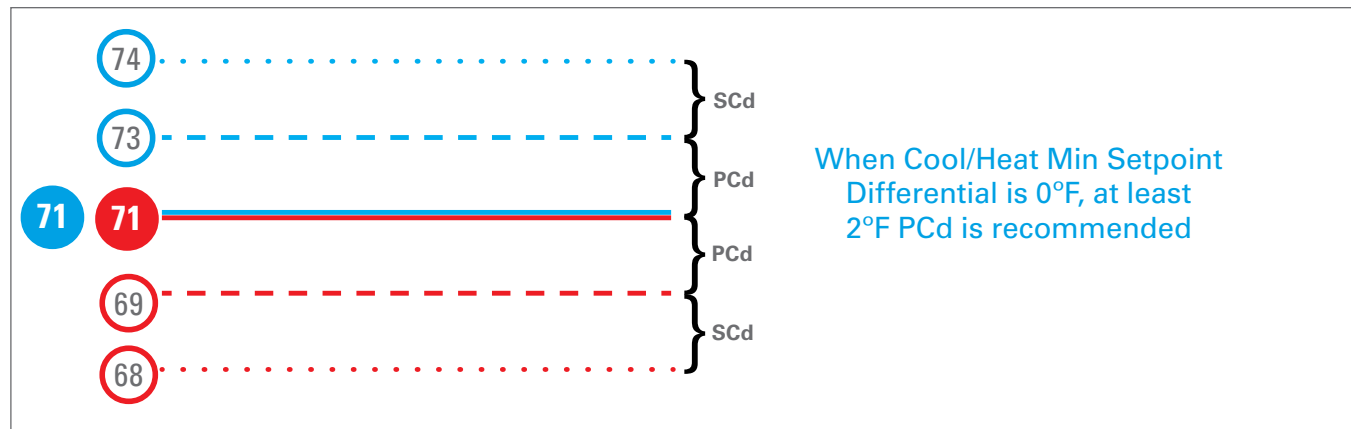 74
SCd
73
PCd
When Cool/Heat Min Setpoint
Differential is 0°F, at least
2°F PCd is recommended
71 71
PCd
69
SCd
68